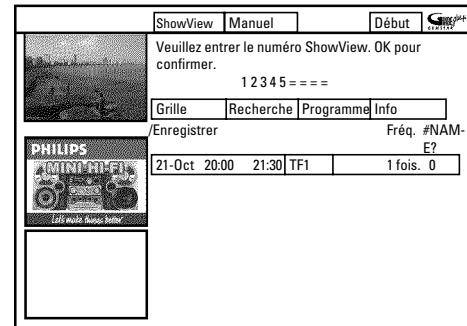 ShowView Manuel Début GUIDE Plus+
GEMSTAR
Veuillez entrer le numéro ShowView. OK pour
confirmer.
1 2 3 4 5 = = = =
Grille Recherche Programme Info
/Enregistrer Fréq. #NAM-
E?
21-Oct 20:00 21:30 TF1 1 fois. 0
PHILIPS
MINI-HI-FI
Let's make things better